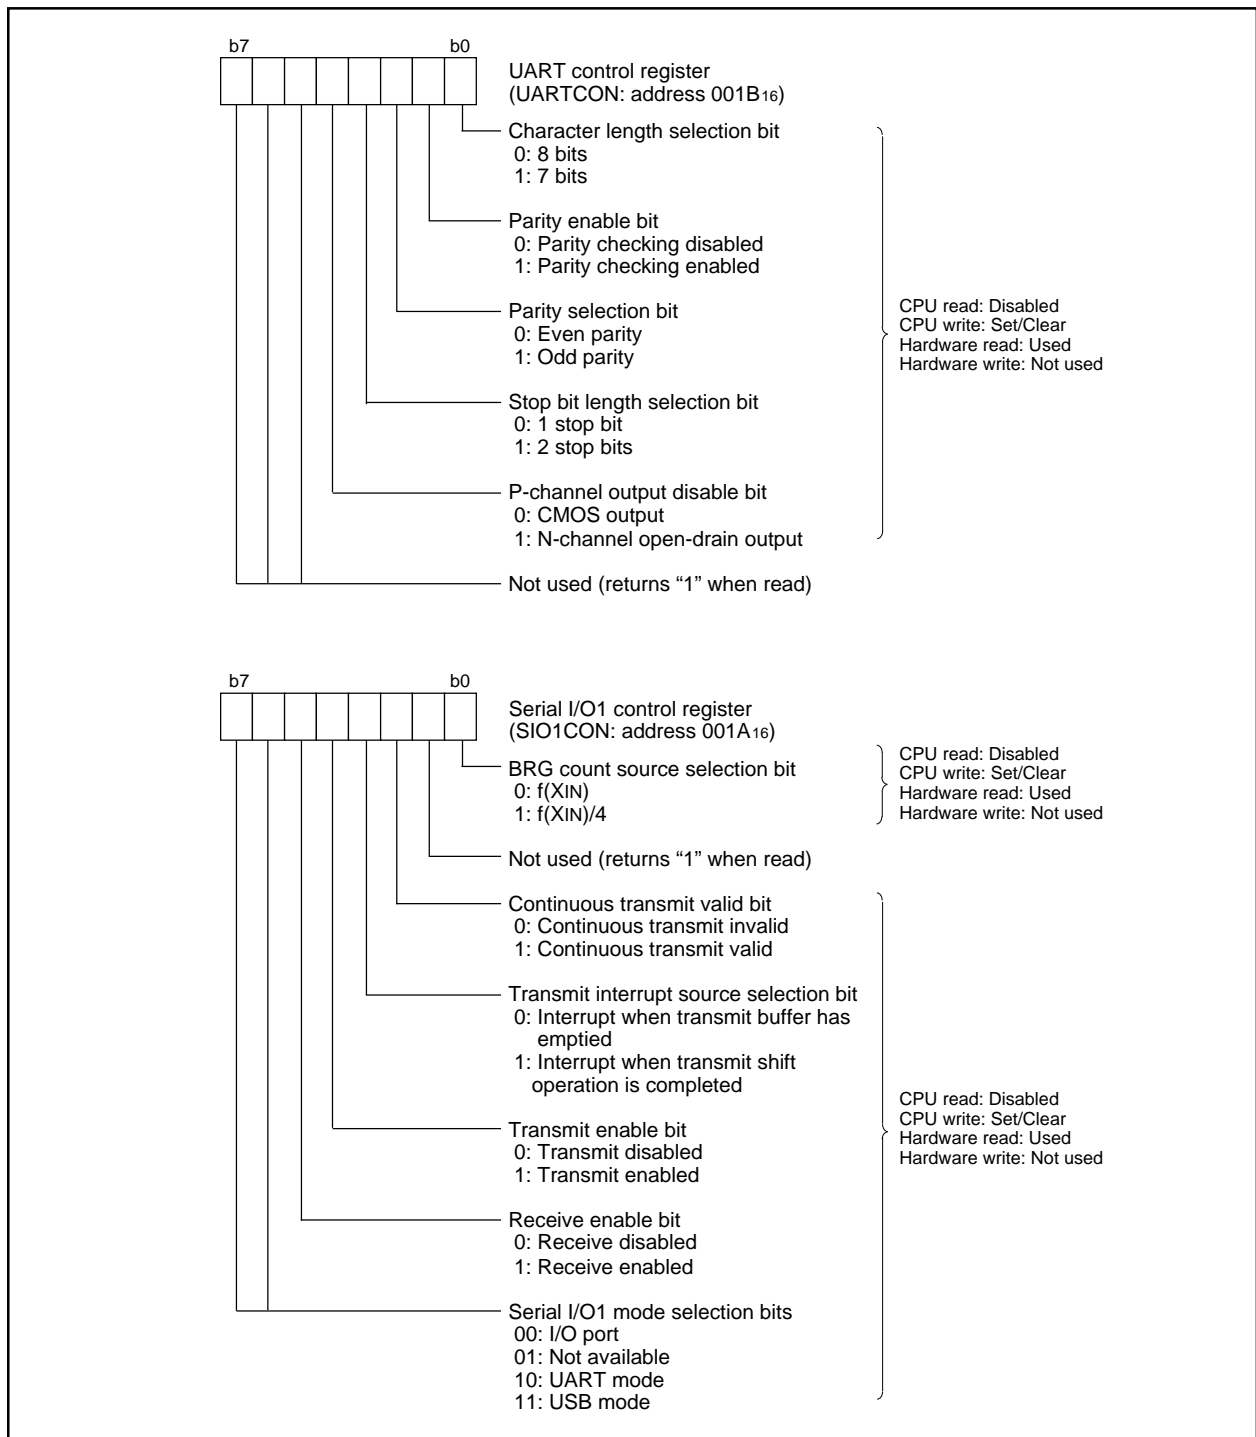 b7 b0
UART control register
(UARTCON: address 001B16)
Character length selection bit
0: 8 bits
1: 7 bits
Parity enable bit
0: Parity checking disabled
1: Parity checking enabled
Parity selection bit
0: Even parity
1: Odd parity
Stop bit length selection bit
0: 1 stop bit
1: 2 stop bits
P-channel output disable bit
0: CMOS output
1: N-channel open-drain output
CPU read: Disabled
CPU write: Set/Clear
Hardware read: Used
Hardware write: Not used
Not used (returns “1” when read)
b7 b0
Serial I/O1 control register
(SIO1CON: address 001A16)
BRG count source selection bit
0: f(XIN)
1: f(XIN)/4
CPU read: Disabled
CPU write: Set/Clear
Hardware read: Used
Hardware write: Not used
Not used (returns “1” when read)
Continuous transmit valid bit
0: Continuous transmit invalid
1: Continuous transmit valid
Transmit interrupt source selection bit
0: Interrupt when transmit buffer has
emptied
1: Interrupt when transmit shift
operation is completed
Transmit enable bit
0: Transmit disabled
1: Transmit enabled
Receive enable bit
0: Receive disabled
1: Receive enabled
Serial I/O1 mode selection bits
00: I/O port
01: Not available
10: UART mode
11: USB mode
CPU read: Disabled
CPU write: Set/Clear
Hardware read: Used
Hardware write: Not used